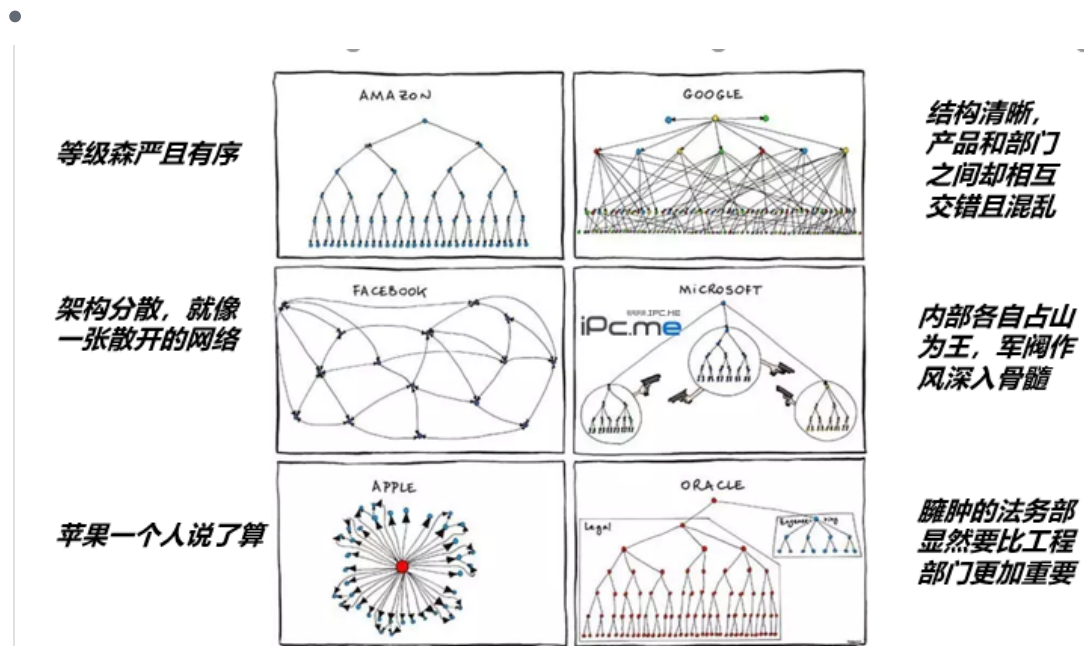 AMAZON
GOOGLE
等级森严且有序
结构清晰，
产品和部门
之间却相互
交错且混乱
FACEBOOK
MICROSOFT
WWW.IPC.ME
iPc.me
架构分散，就像
一张散开的网络
内部各自占山
为王，军阀作
风深入骨髓
APPLE
ORACLE
Legal
Engineering
苹果一个人说了算
臃肿的法务部
显然要比工程
部门更加重要